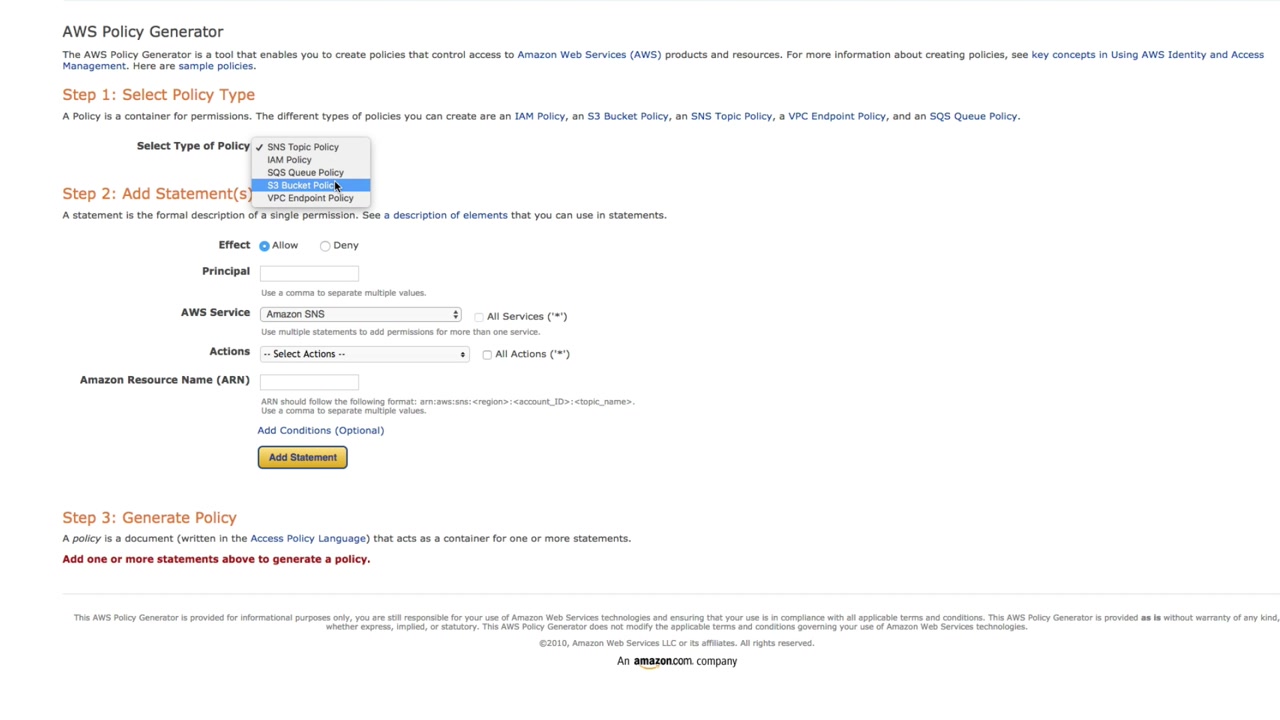 AWS Policy Generator
The AWS Policy Generator is a tool that enables you to create policies that control access to Amazon Web Services (AWS) products and resources. For more information about creating policies, see key concepts in Using AWS Identity and Access
Management. Here are sample policies.
Step 1: Select Policy Type
A Policy is a container for permissions. The different types of policies you can create are an IAM Policy, an S3 Bucket Policy, an SNS Topic Policy, a VPC Endpoint Policy, and an SQS Queue Policy.
Select Type of Policy ✓ SNS Topic Policy
IAM Policy
SQS Queue Policy
S3 Bucket Policy
VPC Endpoint Policy
Step 2: Add Statement(s)
A statement is the formal description of a single permission. See a description of elements that you can use in statements.
Effect Allow Deny
Principal
Use a comma to separate multiple values.
AWS Service Amazon SNS All Services ('*')
Use multiple statements to add permissions for more than one service.
Actions -- Select Actions -- All Actions ('*')
Amazon Resource Name (ARN)
ARN should follow the following format: arn:aws:sns:<region>:<account_ID>:<topic_name>.
Use a comma to separate multiple values.
Add Conditions (Optional)
Add Statement
Step 3: Generate Policy
A policy is a document (written in the Access Policy Language) that acts as a container for one or more statements.
Add one or more statements above to generate a policy.
This AWS Policy Generator is provided for informational purposes only, you are still responsible for your use of Amazon Web Services technologies and ensuring that your use is in compliance with all applicable terms and conditions. This AWS Policy Generator is provided as is without warranty of any kind,
whether express, implied, or statutory. This AWS Policy Generator does not modify the applicable terms and conditions governing your use of Amazon Web Services technologies.
©2010, Amazon Web Services LLC or its affiliates. All rights reserved.
An amazon.com. company